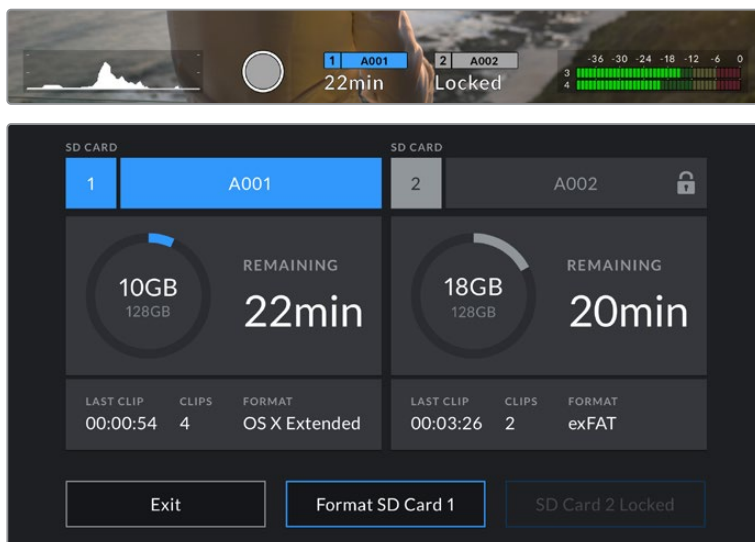 1 A001 2 A002
22min Locked
-36 -30 -24 -18 -12 -6 0
3
4
SD CARD SD CARD
1 A001 2 A002
10GB
128GB
REMAINING
22min
18GB
128GB
REMAINING
20min
LAST CLIP CLIPS FORMAT
00:00:54 4 OS X Extended
LAST CLIP CLIPS FORMAT
00:03:26 2 exFAT
Exit Format SD Card 1 SD Card 2 Locked